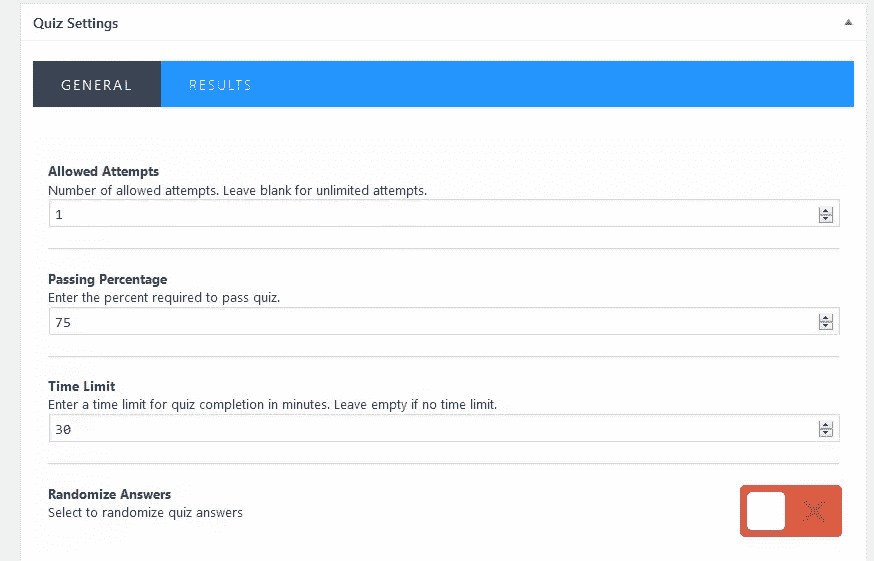 Quiz Settings
GENERAL RESULTS
Allowed Attempts
Number of allowed attempts. Leave blank for unlimited attempts.
1
Passing Percentage
Enter the percent required to pass quiz.
75
Time Limit
Enter a time limit for quiz completion in minutes. Leave empty if no time limit.
30
Randomize Answers
Select to randomize quiz answers